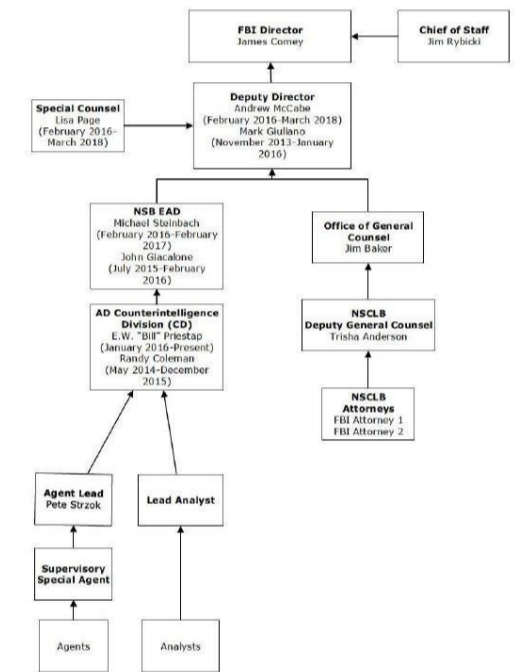 FBI Director
James Comey
Chief of Staff
Jim Rybicki
Deputy Director
Andrew McCabe
(February 2016-March 2018)
Mark Giuliano
(November 2013-January
2016)
Special Counsel
Lisa Page
(February 2016-
March 2018)
NSB EAD
Michael Steinbach
(February 2016-February
2017)
John Giacalone
(July 2015-February
2016)
Office of General
Counsel
Jim Baker
AD Counterintelligence
Division (CD)
E.W. "Bill" Priestap
(January 2016-Present)
Randy Coleman
(May 2014-December
2015)
NSCLB
Deputy General Counsel
Trisha Anderson
NSCLB
Attorneys
FBI Attorney 1
FBI Attorney 2
Agent Lead
Pete Strzok
Lead Analyst
Supervisory
Special Agent
Agents
Analysts